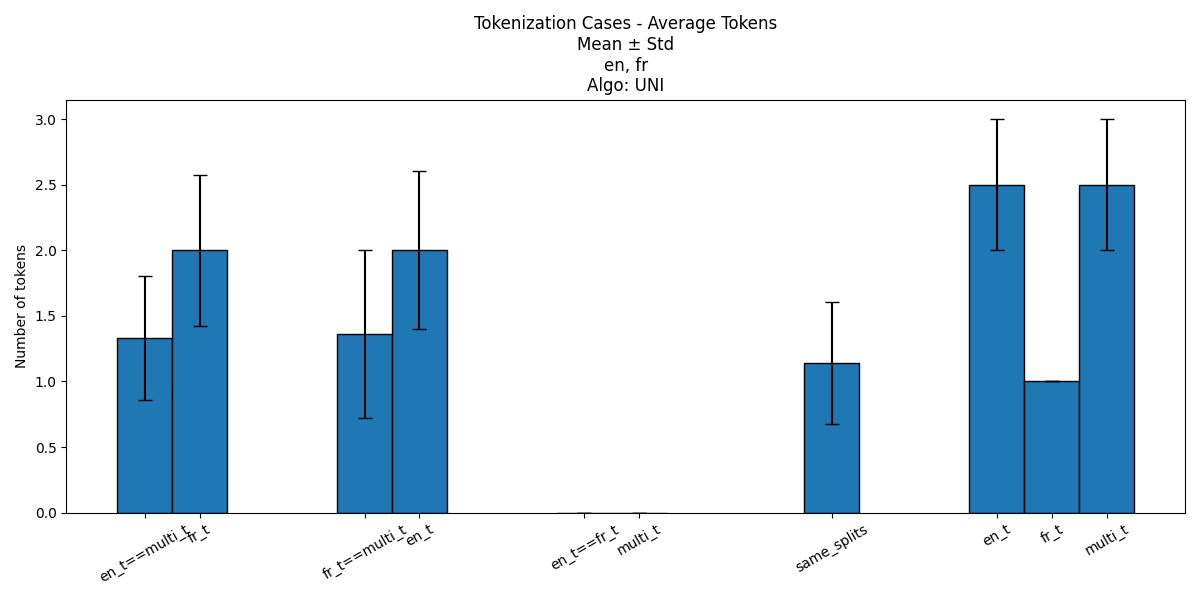 Tokenization Cases - Average Tokens
Mean ± Std
en, fr
Algo: UNI
Number of tokens
3.0
2.5
2.0
1.5
1.0
0.5
0.0
en_t==multi_t
fr_t
fr_t==multi_t
en_t
en_t==fr_t
multi_t
same_splits
en_t
fr_t
multi_t